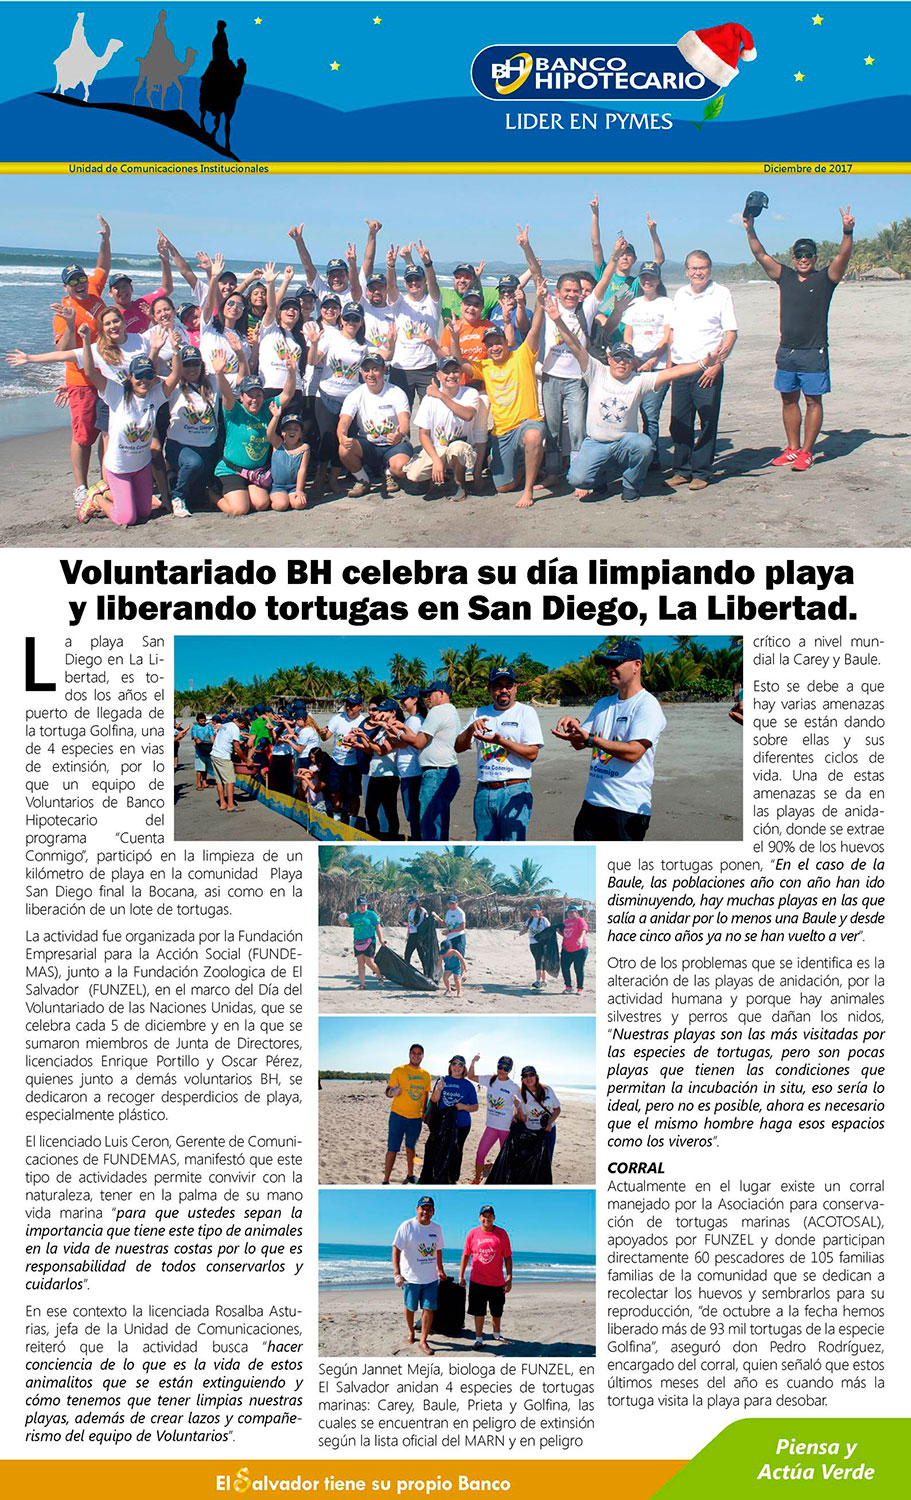 BH BANCO
HIPOTECARIO
LIDER EN PYMES
Unidad de Comunicaciones Institucionales
Diciembre de 2017
Voluntariado BH celebra su día limpiando playa
y liberando tortugas en San Diego, La Libertad.
La playa San
Diego en La Li-
bertad, es to-
dos los años el
puerto de llegada de
la tortuga Golfina, una
de 4 especies en vias
de extinsión, por lo
que un equipo de
Voluntarios de Banco
Hipotecario del
programa “Cuenta
Conmigo”, participó en la limpieza de un
kilómetro de playa en la comunidad Playa
San Diego final la Bocana, asi como en la
liberación de un lote de tortugas.
La actividad fue organizada por la Fundación
Empresarial para la Acción Social (FUNDE-
MAS), junto a la Fundación Zoologica de El
Salvador (FUNZEL), en el marco del Día del
Voluntariado de las Naciones Unidas, que se
celebra cada 5 de diciembre y en la que se
sumaron miembros de Junta de Directores,
licenciados Enrique Portillo y Oscar Pérez,
quienes junto a demás voluntarios BH, se
dedicaron a recoger desperdicios de playa,
especialmente plástico.
El licenciado Luis Ceron, Gerente de Comuni-
caciones de FUNDEMAS, manifestó que este
tipo de actividades permite convivir con la
naturaleza, tener en la palma de su mano
vida marina “para que ustedes sepan la
importancia que tiene este tipo de animales
en la vida de nuestras costas por lo que es
responsabilidad de todos conservarlos y
cuidarlos”.
En ese contexto la licenciada Rosalba Astu-
rias, jefa de la Unidad de Comunicaciones,
reiteró que la actividad busca “hacer
conciencia de lo que es la vida de estos
animalitos que se están extinguiendo y
cómo tenemos que tener limpias nuestras
playas, además de crear lazos y compañe-
rismo del equipo de Voluntarios”.
Según Jannet Mejía, biologa de FUNZEL, en
El Salvador anidan 4 especies de tortugas
marinas: Carey, Baule, Prieta y Golfina, las
cuales se encuentran en peligro de extinsión
según la lista oficial del MARN y en peligro
crítico a nivel mun-
dial la Carey y Baule.
Esto se debe a que
hay varias amenazas
que se están dando
sobre ellas y sus
diferentes ciclos de
vida. Una de estas
amenazas se da en
las playas de anida-
ción, donde se extrae
el 90% de los huevos
que las tortugas ponen, “En el caso de la
Baule, las poblaciones año con año han ido
disminuyendo, hay muchas playas en las que
salía a anidar por lo menos una Baule y desde
hace cinco años ya no se han vuelto a ver”.
Otro de los problemas que se identifica es la
alteración de las playas de anidación, por la
actividad humana y porque hay animales
silvestres y perros que dañan los nidos,
“Nuestras playas son las más visitadas por
las especies de tortugas, pero son pocas
playas que tienen las condiciones que
permitan la incubación in situ, eso sería lo
ideal, pero no es posible, ahora es necesario
que el mismo hombre haga esos espacios
como los viveros”.
CORRAL
Actualmente en el lugar existe un corral
manejado por la Asociación para conserva-
ción de tortugas marinas (ACOTOSAL),
apoyados por FUNZEL y donde participan
directamente 60 pescadores de 105 familias
familias de la comunidad que se dedican a
recolectar los huevos y sembrarlos para su
reproducción, “de octubre a la fecha hemos
liberado más de 93 mil tortugas de la especie
Golfina”, aseguró don Pedro Rodríguez,
encargado del corral, quien señaló que estos
últimos meses del año es cuando más la
tortuga visita la playa para desobar.
Piensa y
Actúa Verde
El Salvador tiene su propio Banco